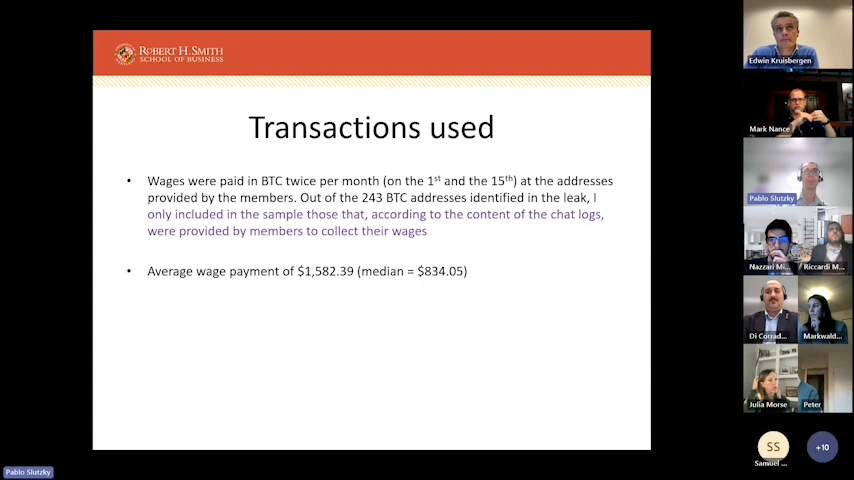 ROBERT H. SMITH
SCHOOL OF BUSINESS
Transactions used
• Wages were paid in BTC twice per month (on the 1st and the 15th) at the addresses
provided by the members. Out of the 243 BTC addresses identified in the leak, I
only included in the sample those that, according to the content of the chat logs,
were provided by members to collect their wages
• Average wage payment of $1,582.39 (median = $834.05)
Edwin Kruisbergen
Mark Nance
Pablo Slutzky
Nazzari Mi...
Riccardi M...
Di Corrad...
Markwald...
Julia Morse
Peter
SS
Samuel ...
+10
Pablo Slutzky